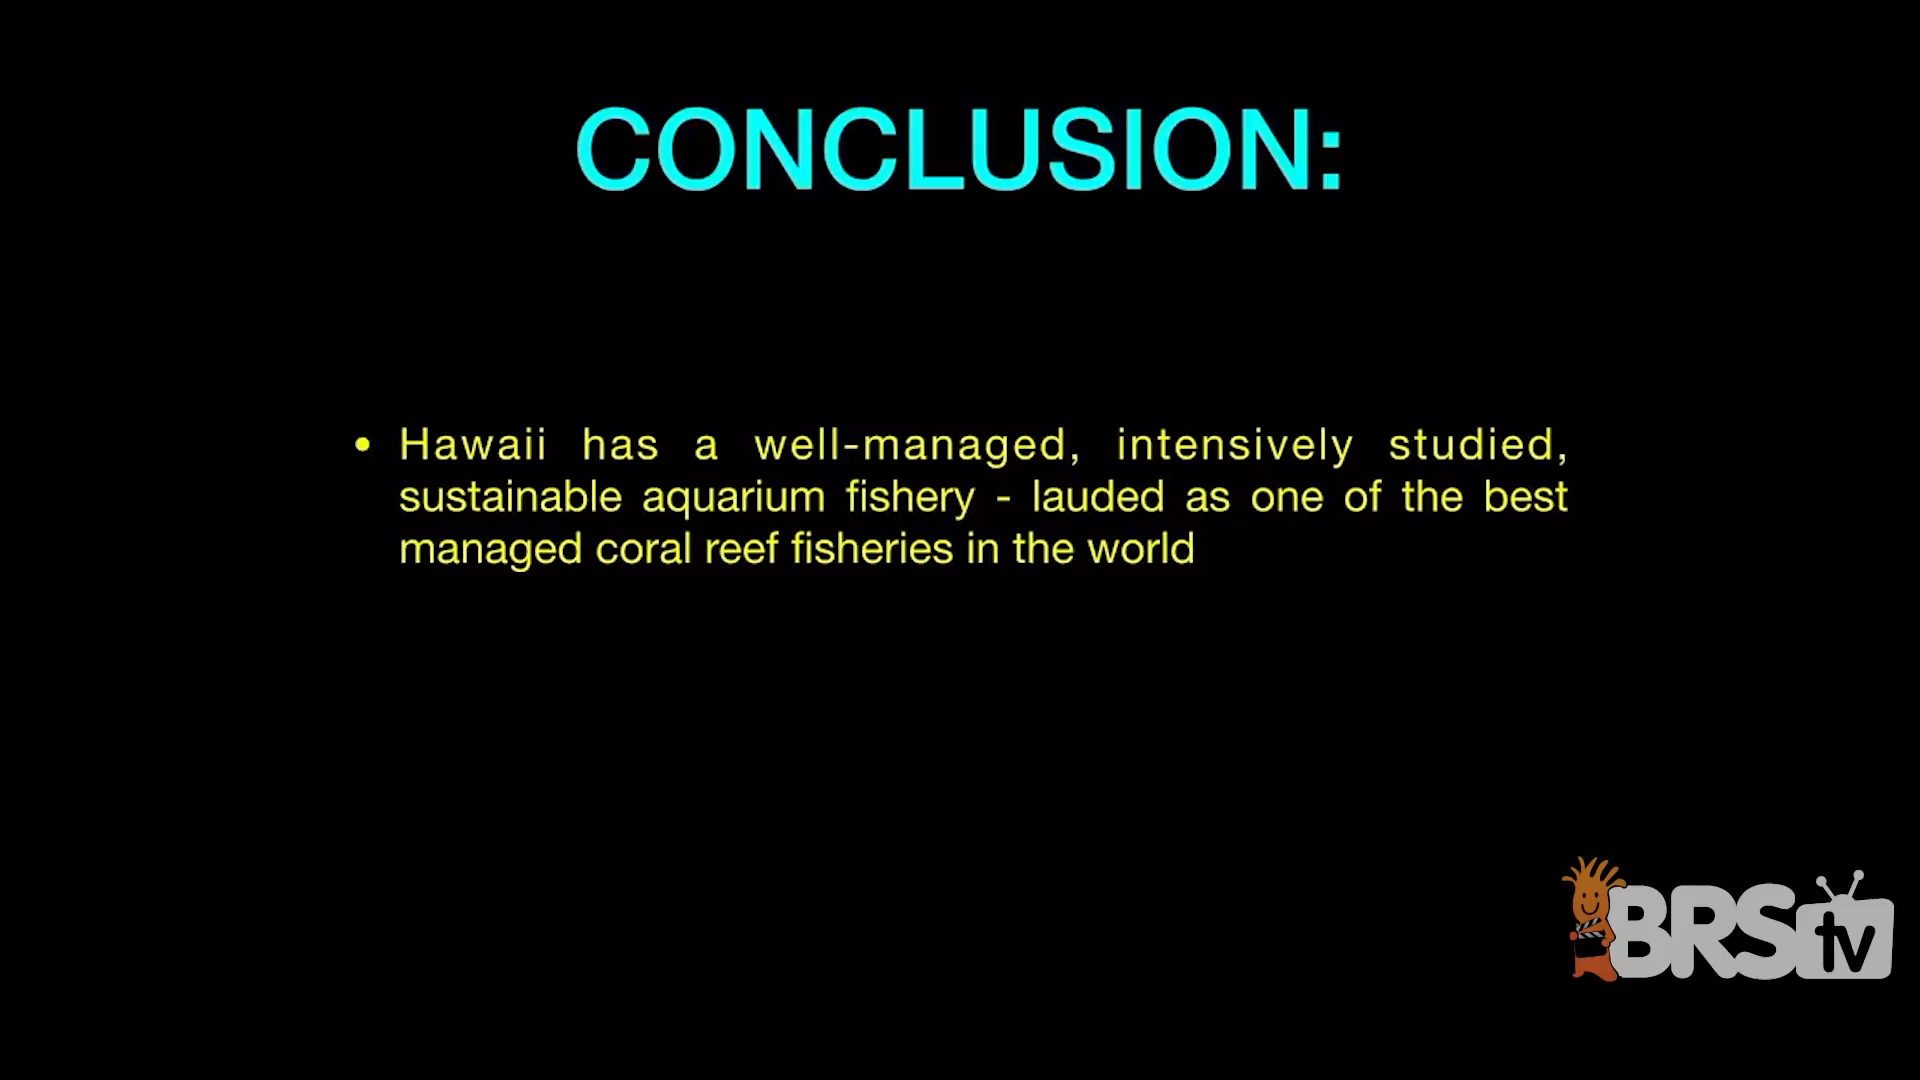 CONCLUSION:
• Hawaii has a well-managed, intensively studied,
sustainable aquarium fishery - lauded as one of the best
managed coral reef fisheries in the world
BRStv